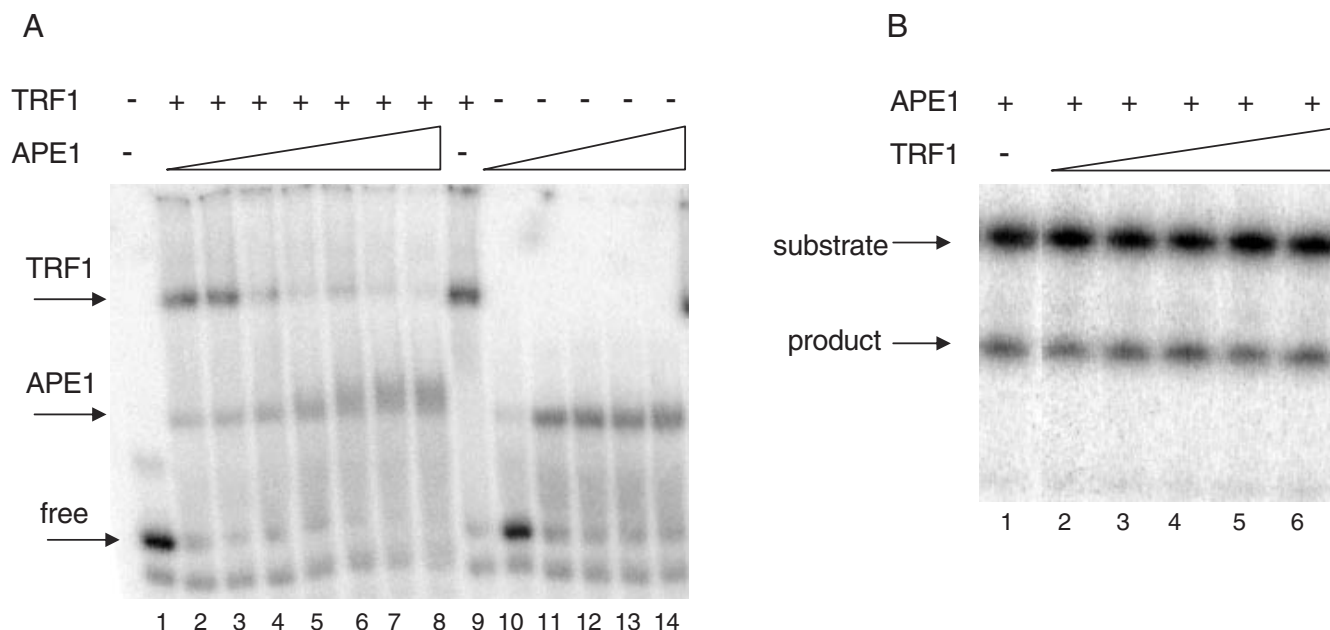 A
TRF1 - + + + + + + + + - - - - -
APE1 - -
TRF1
APE1
free
1 2 3 4 5 6 7 8 9 10 11 12 13 14
B
APE1 + + + + + +
TRF1 -
substrate
product
1 2 3 4 5 6